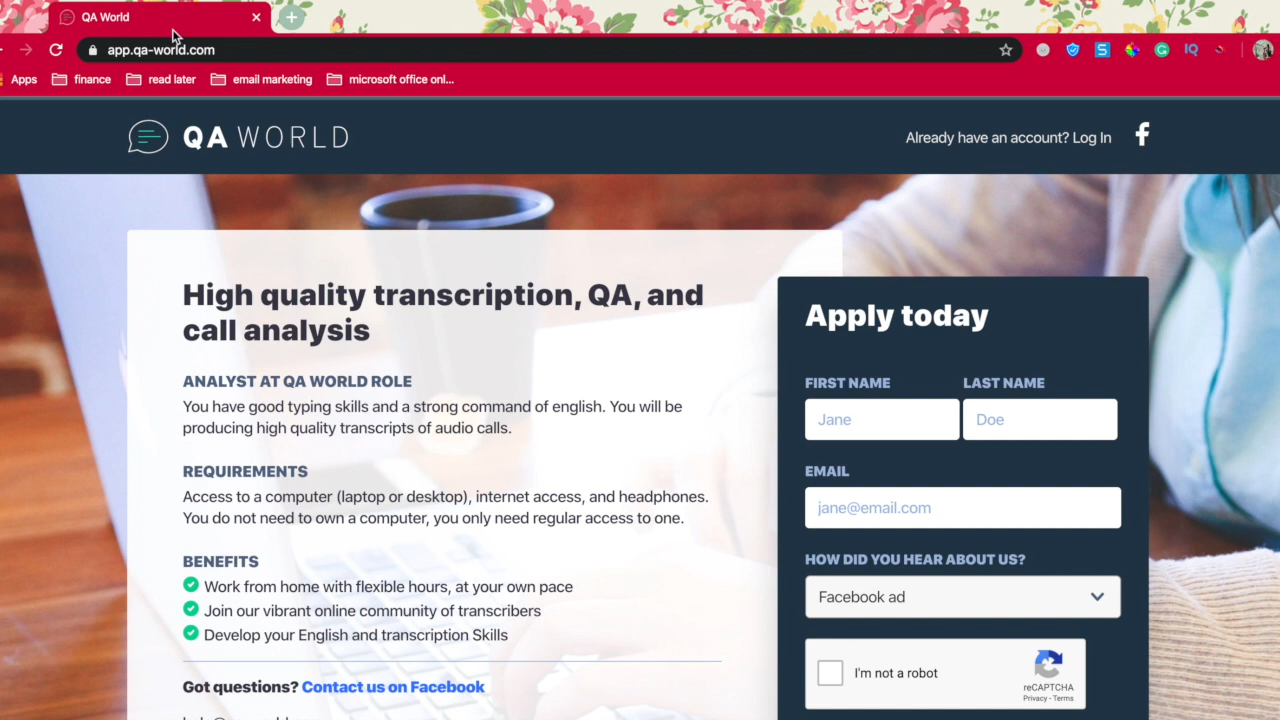 QA World
app.qa-world.com
IQ
Apps
finance
read later
email marketing
microsoft office onl...
QA WORLD
Already have an account? Log In
High quality transcription, QA, and
call analysis
ANALYST AT QA WORLD ROLE
You have good typing skills and a strong command of english. You will be
producing high quality transcripts of audio calls.
REQUIREMENTS
Access to a computer (laptop or desktop), internet access, and headphones.
You do not need to own a computer, you only need regular access to one.
BENEFITS
Work from home with flexible hours, at your own pace
Join our vibrant online community of transcribers
Develop your English and transcription Skills
Got questions? Contact us on Facebook
Apply today
FIRST NAME LAST NAME
Jane Doe
EMAIL
jane@email.com
HOW DID YOU HEAR ABOUT US?
Facebook ad
I'm not a robot
reCAPTCHA
Privacy - Terms